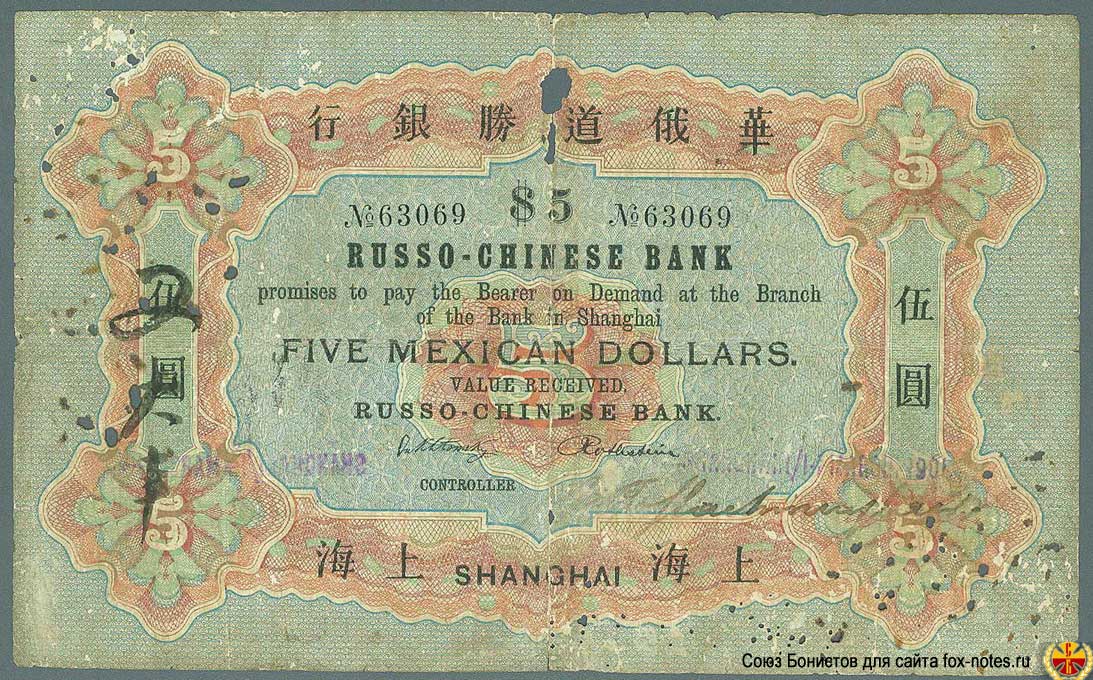 行 銀 勝 道 俄 華
5
5
$5
№63069 №63069
RUSSO-CHINESE BANK
promises to pay the Bearer on Demand at the Branch
of the Bank in Shanghai
伍圓
伍圓
5
FIVE MEXICAN DOLLARS.
VALUE RECEIVED,
RUSSO-CHINESE BANK.
CONTROLLER
5
5
海 上 SHANGHAI 海 上
Союз Бонистов для сайта fox-notes.ru